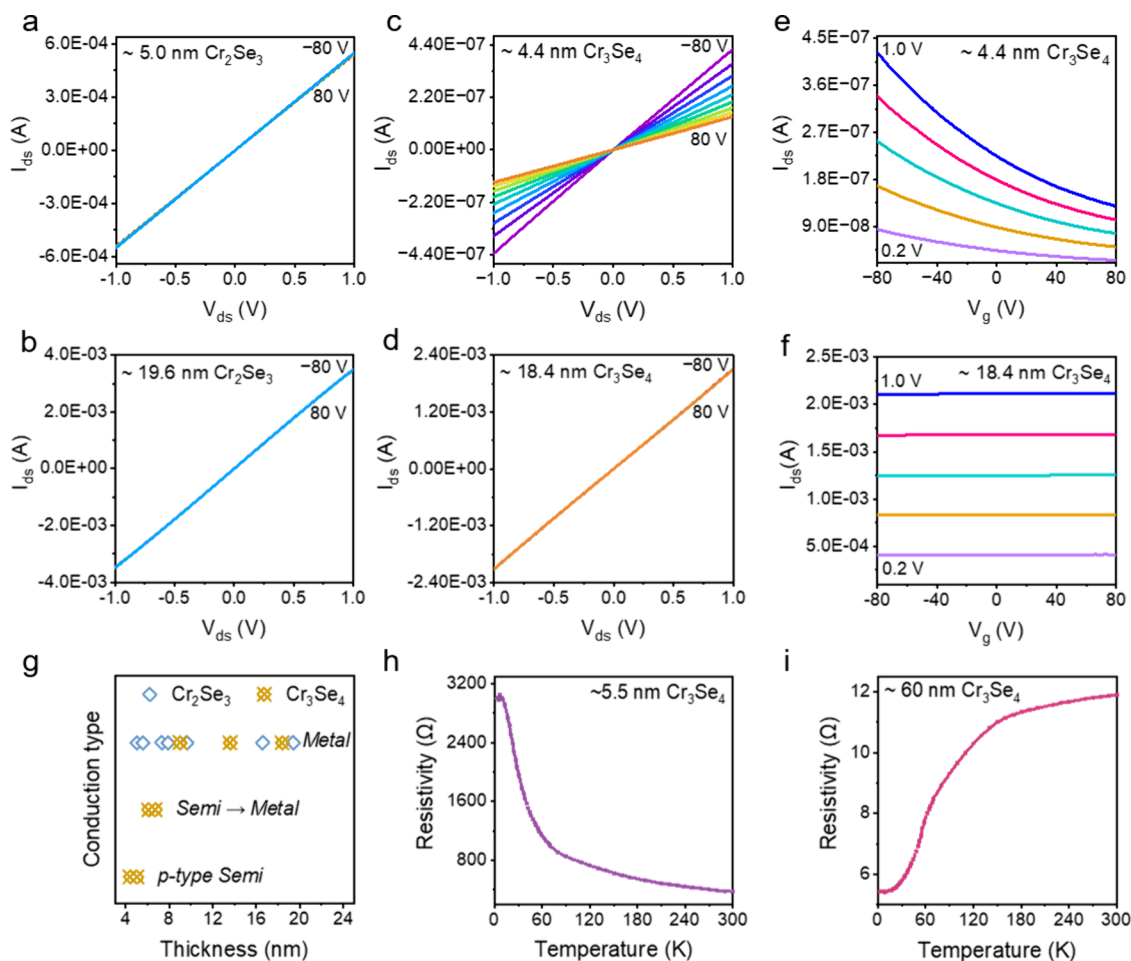 a
~ 5.0 nm Cr₂Se₃
−80 V
80 V
6.0E-04
3.0E-04
0.0E+00
-3.0E-04
-6.0E-04
I_ds (A)
-1.0 -0.5 0.0 0.5 1.0
V_ds (V)
c
~ 4.4 nm Cr₃Se₄
−80 V
80 V
4.40E-07
2.20E-07
0.00E+00
-2.20E-07
-4.40E-07
I_ds (A)
-1.0 -0.5 0.0 0.5 1.0
V_ds (V)
e
1.0 V
~ 4.4 nm Cr₃Se₄
0.2 V
4.5E-07
3.6E-07
2.7E-07
1.8E-07
9.0E-08
I_ds (A)
-80 -40 0 40 80
V_g (V)
b
~ 19.6 nm Cr₂Se₃
−80 V
80 V
4.0E-03
2.0E-03
0.0E+00
-2.0E-03
-4.0E-03
I_ds (A)
-1.0 -0.5 0.0 0.5 1.0
V_ds (V)
d
~ 18.4 nm Cr₃Se₄
−80 V
80 V
2.40E-03
1.20E-03
0.00E+00
-1.20E-03
-2.40E-03
I_ds (A)
-1.0 -0.5 0.0 0.5 1.0
V_ds (V)
f
~ 18.4 nm Cr₃Se₄
1.0 V
0.2 V
2.5E-03
2.0E-03
1.5E-03
1.0E-03
5.0E-04
I_ds(A)
-80 -40 0 40 80
V_g (V)
g
Cr₂Se₃ Cr₃Se₄
Metal
Semi → Metal
p-type Semi
Conduction type
4 8 12 16 20 24
Thickness (nm)
h
~5.5 nm Cr₃Se₄
3200
2400
1600
800
Resistivity (Ω)
0 60 120 180 240 300
Temperature (K)
i
~ 60 nm Cr₃Se₄
12
10
8
6
Resistivity (Ω)
0 60 120 180 240 300
Temperature (K)